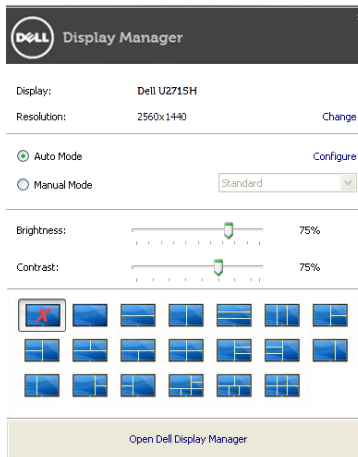 DELL Display Manager
Display: Dell U2715H
Resolution: 2560x1440 Change
Auto Mode Configure
Manual Mode Standard
Brightness: 75%
Contrast: 75%
Open Dell Display Manager